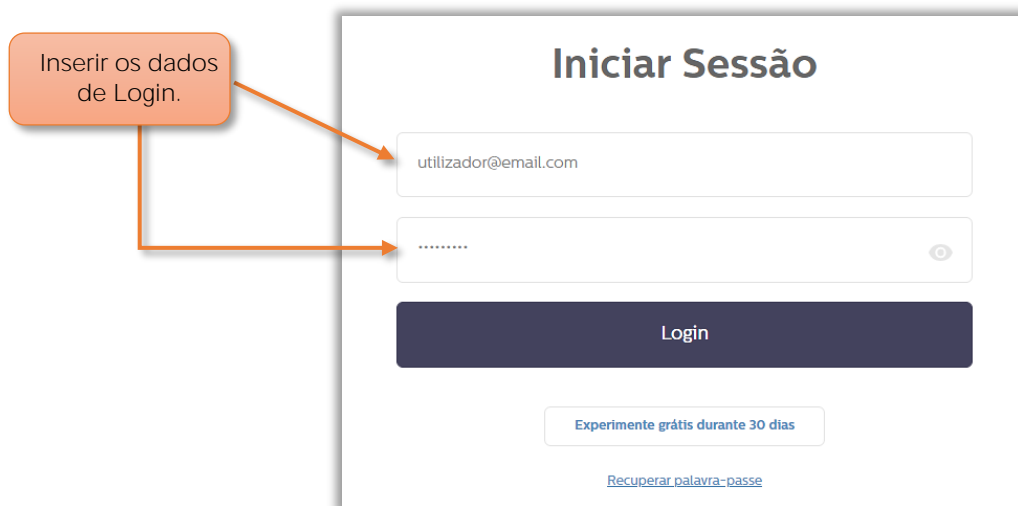 Inserir os dados
de Login.
Iniciar Sessão
utilizador@email.com
·········
Login
Experimente grátis durante 30 dias
Recuperar palavra-passe